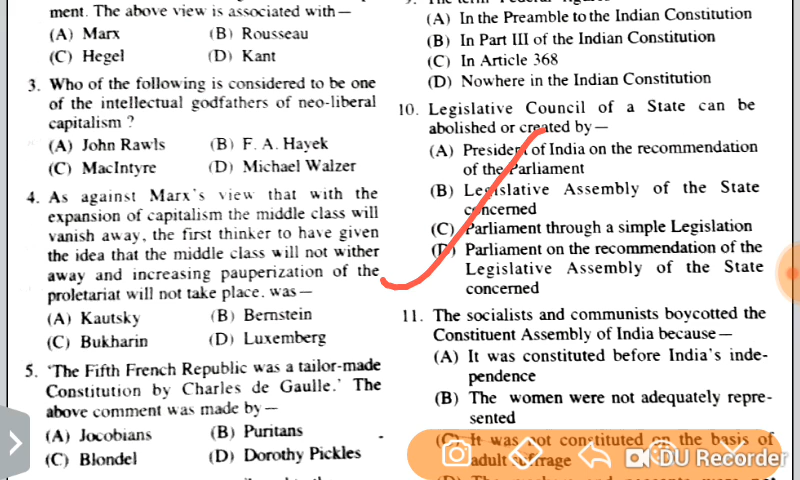 ment. The above view is associated with—
(A) Marx (B) Rousseau
(C) Hegel (D) Kant
3. Who of the following is considered to be one
of the intellectual godfathers of neo-liberal
capitalism ?
(A) John Rawls (B) F. A. Hayek
(C) MacIntyre (D) Michael Walzer
4. As against Marx's view that with the
expansion of capitalism the middle class will
vanish away, the first thinker to have given
the idea that the middle class will not wither
away and increasing pauperization of the
proletariat will not take place, was—
(A) Kautsky (B) Bernstein
(C) Bukharin (D) Luxemberg
5. 'The Fifth French Republic was a tailor-made
Constitution by Charles de Gaulle.' The
above comment was made by—
(A) Jocobians (B) Puritans
(C) Blondel (D) Dorothy Pickles
(A) In the Preamble to the Indian Constitution
(B) In Part III of the Indian Constitution
(C) In Article 368
(D) Nowhere in the Indian Constitution
10. Legislative Council of a State can be
abolished or created by—
(A) President of India on the recommendation
of the Parliament
(B) Legislative Assembly of the State
concerned
(C) Parliament through a simple Legislation
(D) Parliament on the recommendation of the
Legislative Assembly of the State
concerned
11. The socialists and communists boycotted the
Constituent Assembly of India because—
(A) It was constituted before India's inde-
pendence
(B) The women were not adequately repre-
sented
(C) It was not constituted on the basis of
adult suffrage
DU Recorder